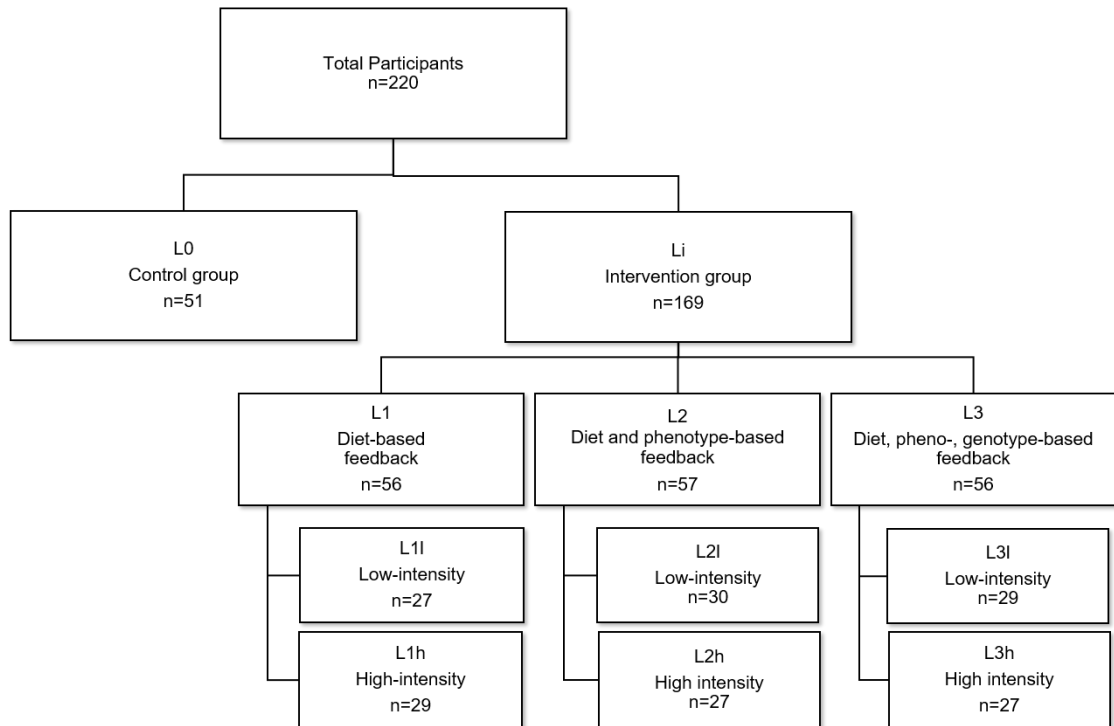 Total Participants
n=220
L0
Control group
n=51
Li
Intervention group
n=169
L1
Diet-based
feedback
n=56
L2
Diet and phenotype-based
feedback
n=57
L3
Diet, pheno-, genotype-based
feedback
n=56
L1l
Low-intensity
n=27
L2l
Low-intensity
n=30
L3l
Low-intensity
n=29
L1h
High-intensity
n=29
L2h
High intensity
n=27
L3h
High intensity
n=27